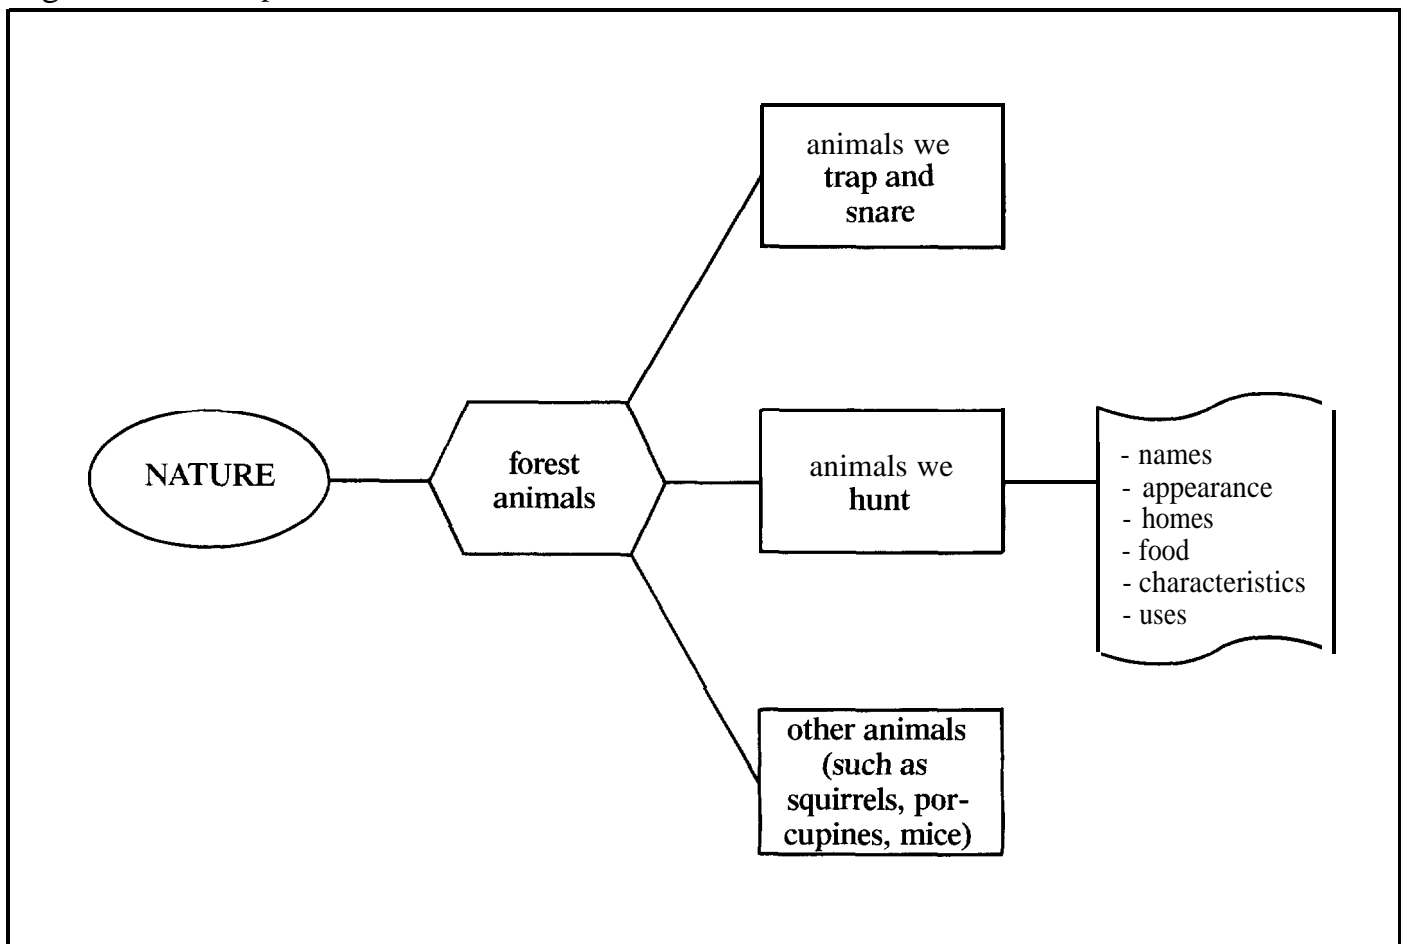 animals we
trap and
snare
NATURE
forest
animals
animals we
hunt
- names
- appearance
- homes
- food
- characteristics
- uses
other animals
(such as
squirrels, por-
cupines, mice)